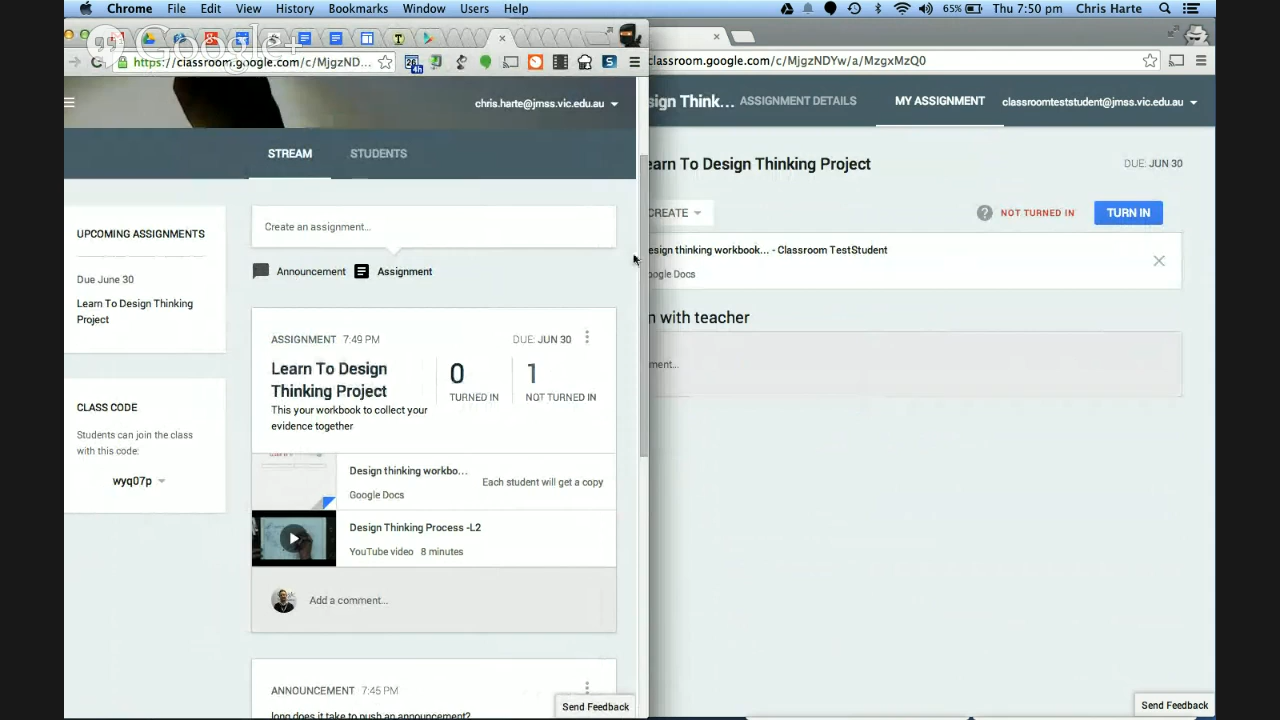 Chrome File Edit View History Bookmarks Window Users Help
65% Thu 7:50 pm Chris Harte
Google+
https://classroom.google.com/c/MjgzND...
classroom.google.com/c/MjgzNDYw/a/MzgxMzQ0
chris.harte@jmss.vic.edu.au
STREAM STUDENTS
UPCOMING ASSIGNMENTS
Due June 30
Learn To Design Thinking
Project
CLASS CODE
Students can join the class
with this code:
wyq07p
Create an assignment...
Announcement Assignment
ASSIGNMENT 7:49 PM DUE: JUN 30
Learn To Design
Thinking Project
0 TURNED IN
1 NOT TURNED IN
This your workbook to collect your
evidence together
Design thinking workbo...
Google Docs
Each student will get a copy
Design Thinking Process -L2
YouTube video 8 minutes
Add a comment...
ANNOUNCEMENT 7:45 PM
long does it take to push an announcement?
Send Feedback
sign Think... ASSIGNMENT DETAILS MY ASSIGNMENT classroomteststudent@jmss.vic.edu.au
earn To Design Thinking Project DUE: JUN 30
CREATE NOT TURNED IN TURN IN
esign thinking workbook... - Classroom TestStudent
oogle Docs
n with teacher
ment...
Send Feedback